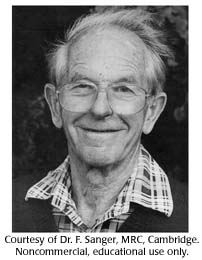 Courtesy of Dr. F. Sanger, MRC, Cambridge.
Noncommercial, educational use only.